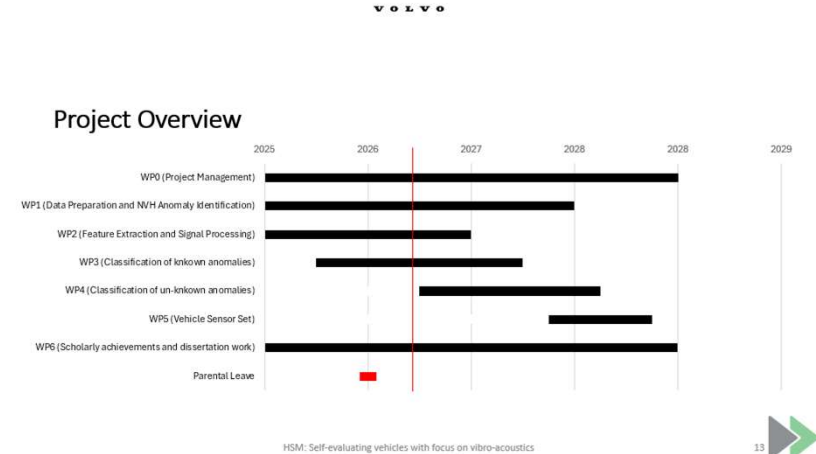 VOLVO
Project Overview
2025 2026 2027 2028 2028 2029
WP0 (Project Management)
WP1 (Data Preparation and NVH Anomaly Identification)
WP2 (Feature Extraction and Signal Processing)
WP3 (Classification of knkown anomalies)
WP4 (Classification of un-knkown anomalies)
WP5 (Vehicle Sensor Set)
WP6 (Scholarly achievements and dissertation work)
Parental Leave
HSM: Self-evaluating vehicles with focus on vibro-acoustics
13